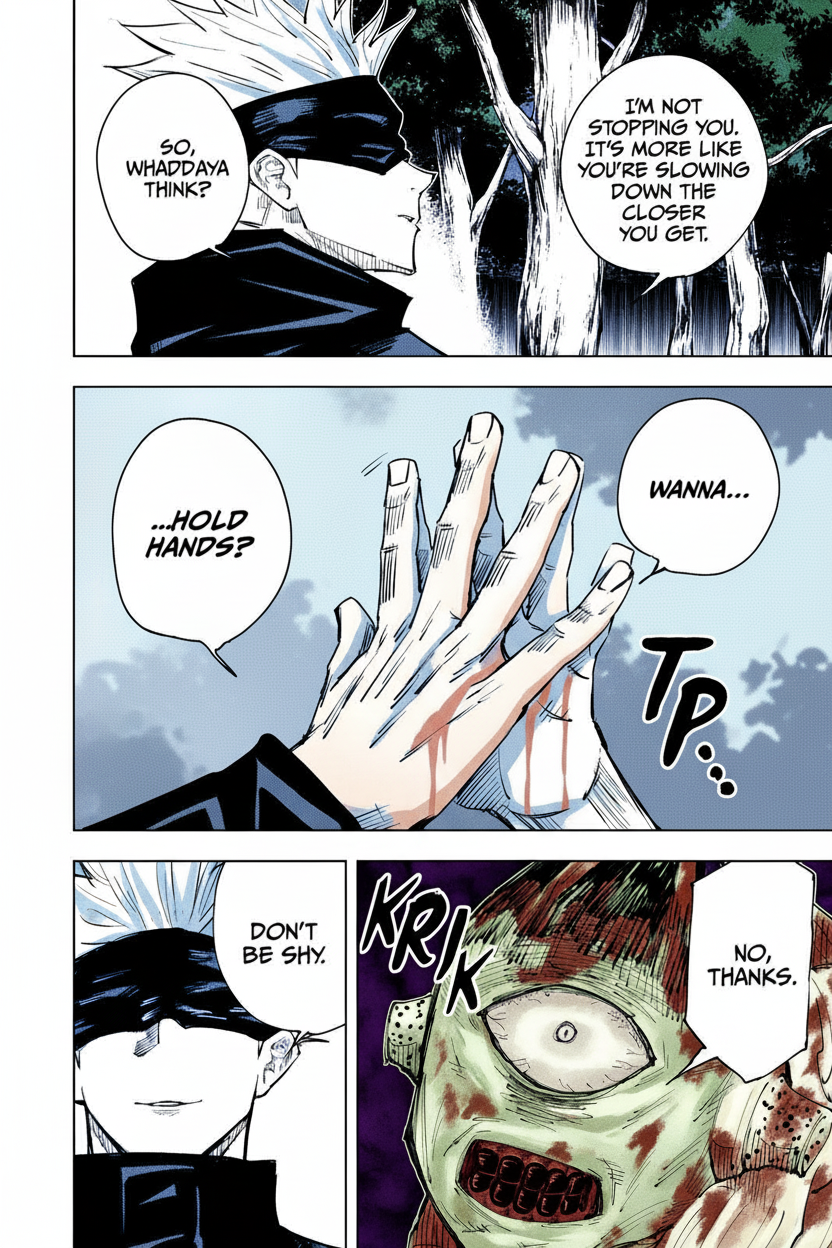 I'M NOT
STOPPING YOU.
IT'S MORE LIKE
YOU'RE SLOWING
DOWN THE
CLOSER
YOU GET.
SO,
WHADDAYA
THINK?
WANNA...
...HOLD
HANDS?
TP...
NO,
THANKS.
KRIK
DON'T
BE SHY.